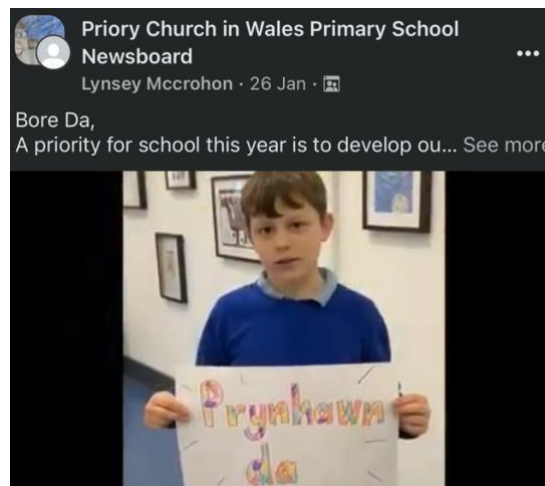 Priory Church in Wales Primary School
Newsboard
Lynsey Mccrohon · 26 Jan ·
Bore Da,
A priority for school this year is to develop ou... See more
Prynhawn
da